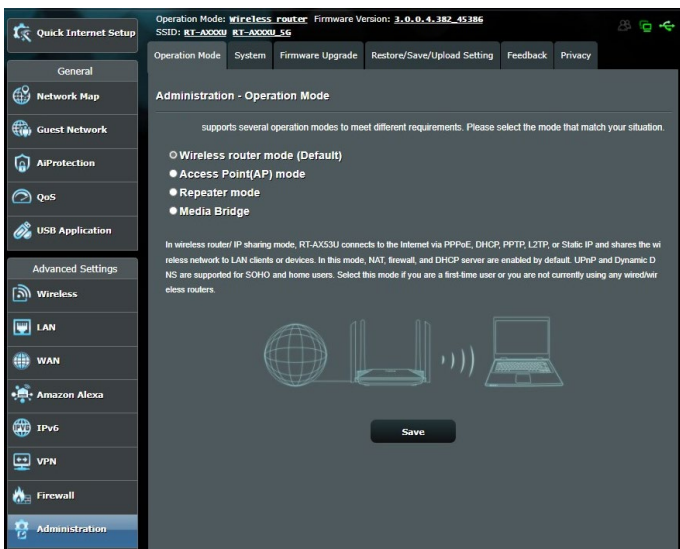 Quick Internet Setup
Operation Mode: Wireless router Firmware Version: 3.0.0.4.382_45386
SSID: RT-AXXXU RT-AXXXU_5G
Operation Mode System Firmware Upgrade Restore/Save/Upload Setting Feedback Privacy
General
Network Map
Guest Network
AiProtection
QoS
USB Application
Advanced Settings
Wireless
LAN
WAN
Amazon Alexa
IPv6
VPN
Firewall
Administration
Administration - Operation Mode
supports several operation modes to meet different requirements. Please select the mode that match your situation.
Wireless router mode (Default)
Access Point(AP) mode
Repeater mode
Media Bridge
In wireless router/ IP sharing mode, RT-AX53U connects to the Internet via PPPoE, DHCP, PPTP, L2TP, or Static IP and shares the wi
reless network to LAN clients or devices. In this mode, NAT, firewall, and DHCP server are enabled by default. UPnP and Dynamic D
NS are supported for SOHO and home users. Select this mode if you are a first-time user or you are not currently using any wired/wir
eless routers.
Save